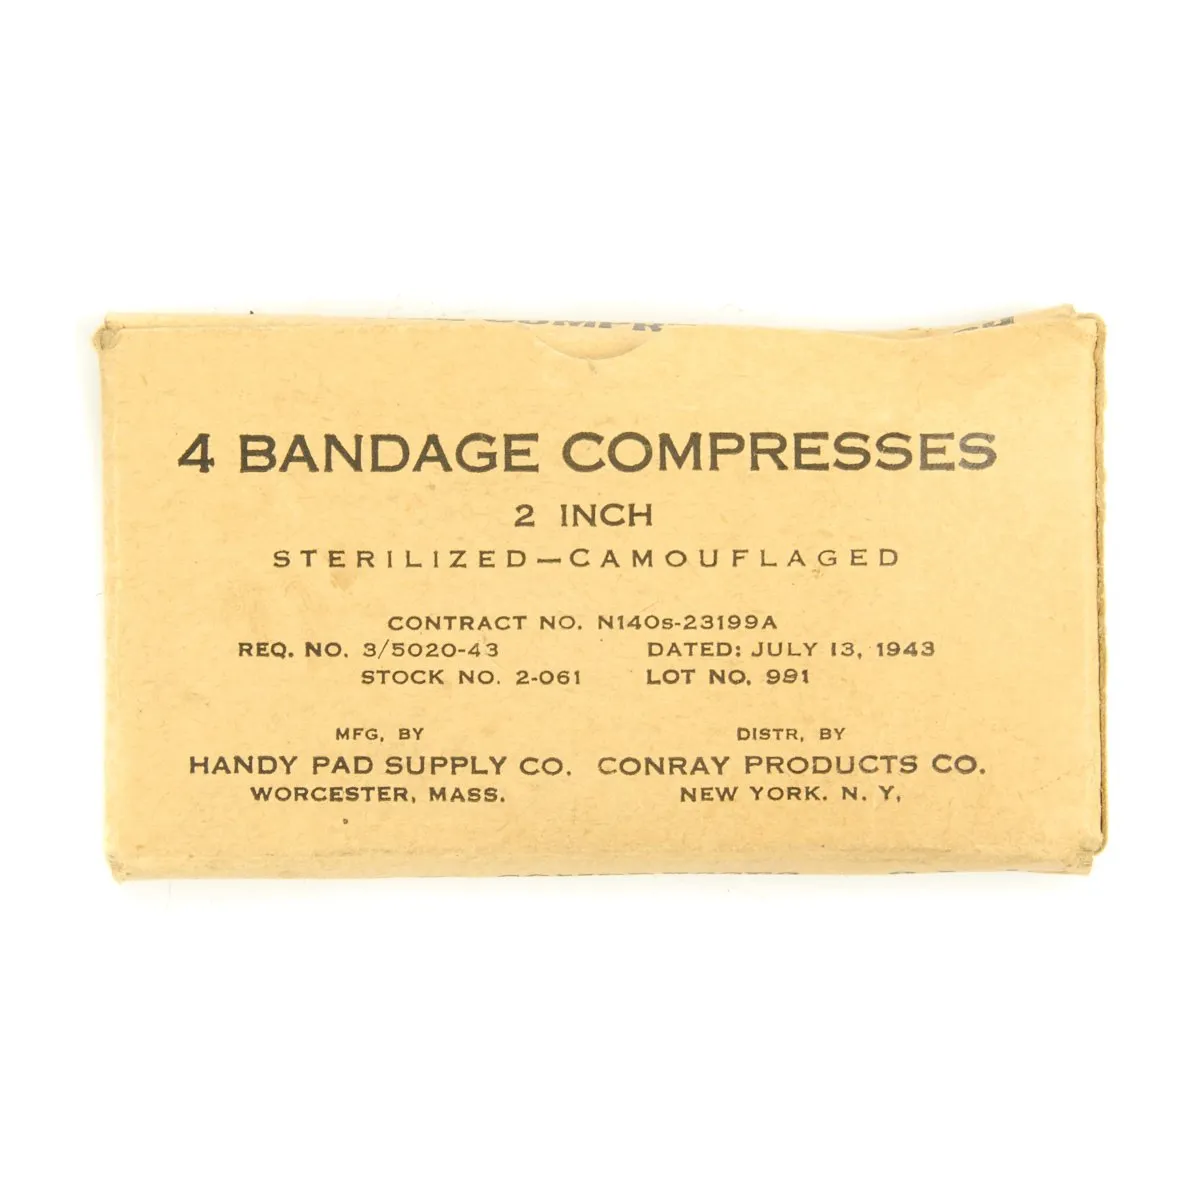 4 BANDAGE COMPRESSES
2 INCH
STERILIZED—CAMOUFLAGED
CONTRACT NO. N140s-23199A
REQ. NO. 3/5020-43 DATED: JULY 13, 1943
STOCK NO. 2-061 LOT NO. 991
MFG, BY DISTR, BY
HANDY PAD SUPPLY CO. CONRAY PRODUCTS CO.
WORCESTER, MASS. NEW YORK. N. Y,